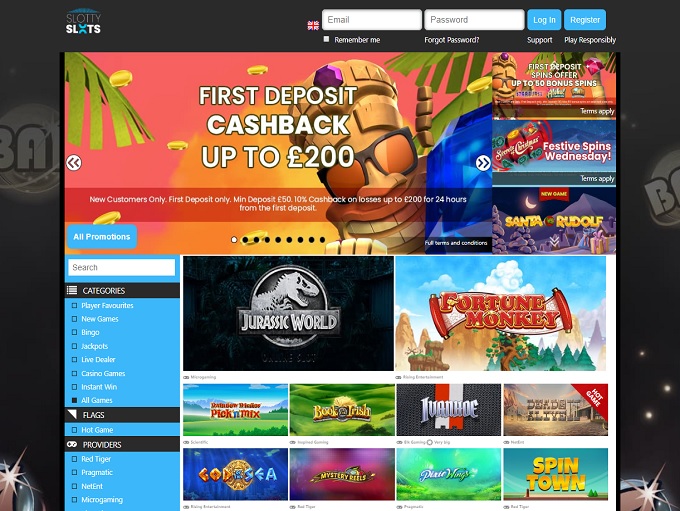 SLOTTY
SLOTS
Email
Password
Log In
Register
Remember me
Forgot Password?
Support
Play Responsibly
FIRST DEPOSIT
CASHBACK
UP TO £200
New Customers Only. First Deposit only. Min Deposit £50. 10% Cashback on losses up to £200 for 24 hours
from the first deposit.
All Promotions
Full terms and conditions
FIRST DEPOSIT
SPINS OFFER
UP TO 50 BONUS SPINS
Terms apply
Secrets of Christmas
Festive Spins
Wednesday!
Terms apply
NEW GAME
SANTA VS RUDOLF
Search
CATEGORIES
Player Favourites
New Games
Bingo
Jackpots
Live Dealer
Casino Games
Instant Win
All Games
FLAGS
Hot Game
PROVIDERS
Red Tiger
Pragmatic
NetEnt
Microgaming
JURASSIC WORLD
ONLINE SLOT
Microgaming
FORTUNE
MONKEY
Rising Entertainment
RAINBOW RICHES
PICK N MIX
Scientific
Book of the Irish
Inspired Gaming
IVANHOE
Elk Gaming
Very big
DEAD OR
ALIVE II
HOT
GAME
NetEnt
GOD OF SEA
Rising Entertainment
MYSTERY REELS
Red Tiger
Pixie Wings
Pragmatic
SPIN
TOWN
Red Tiger